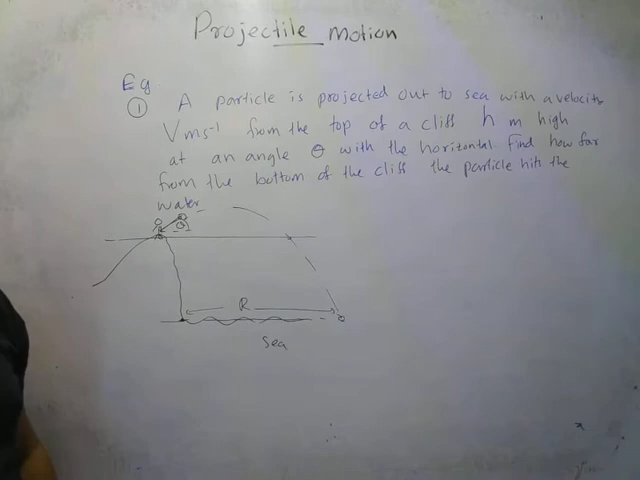 Projectile Motion
Eg
① A particle is projected out to sea with a velocity
V ms⁻¹ from the top of a cliff h m high
at an angle θ with the horizontal Find how far
from the bottom of the cliff the particle hits the
water
θ
R
Sea